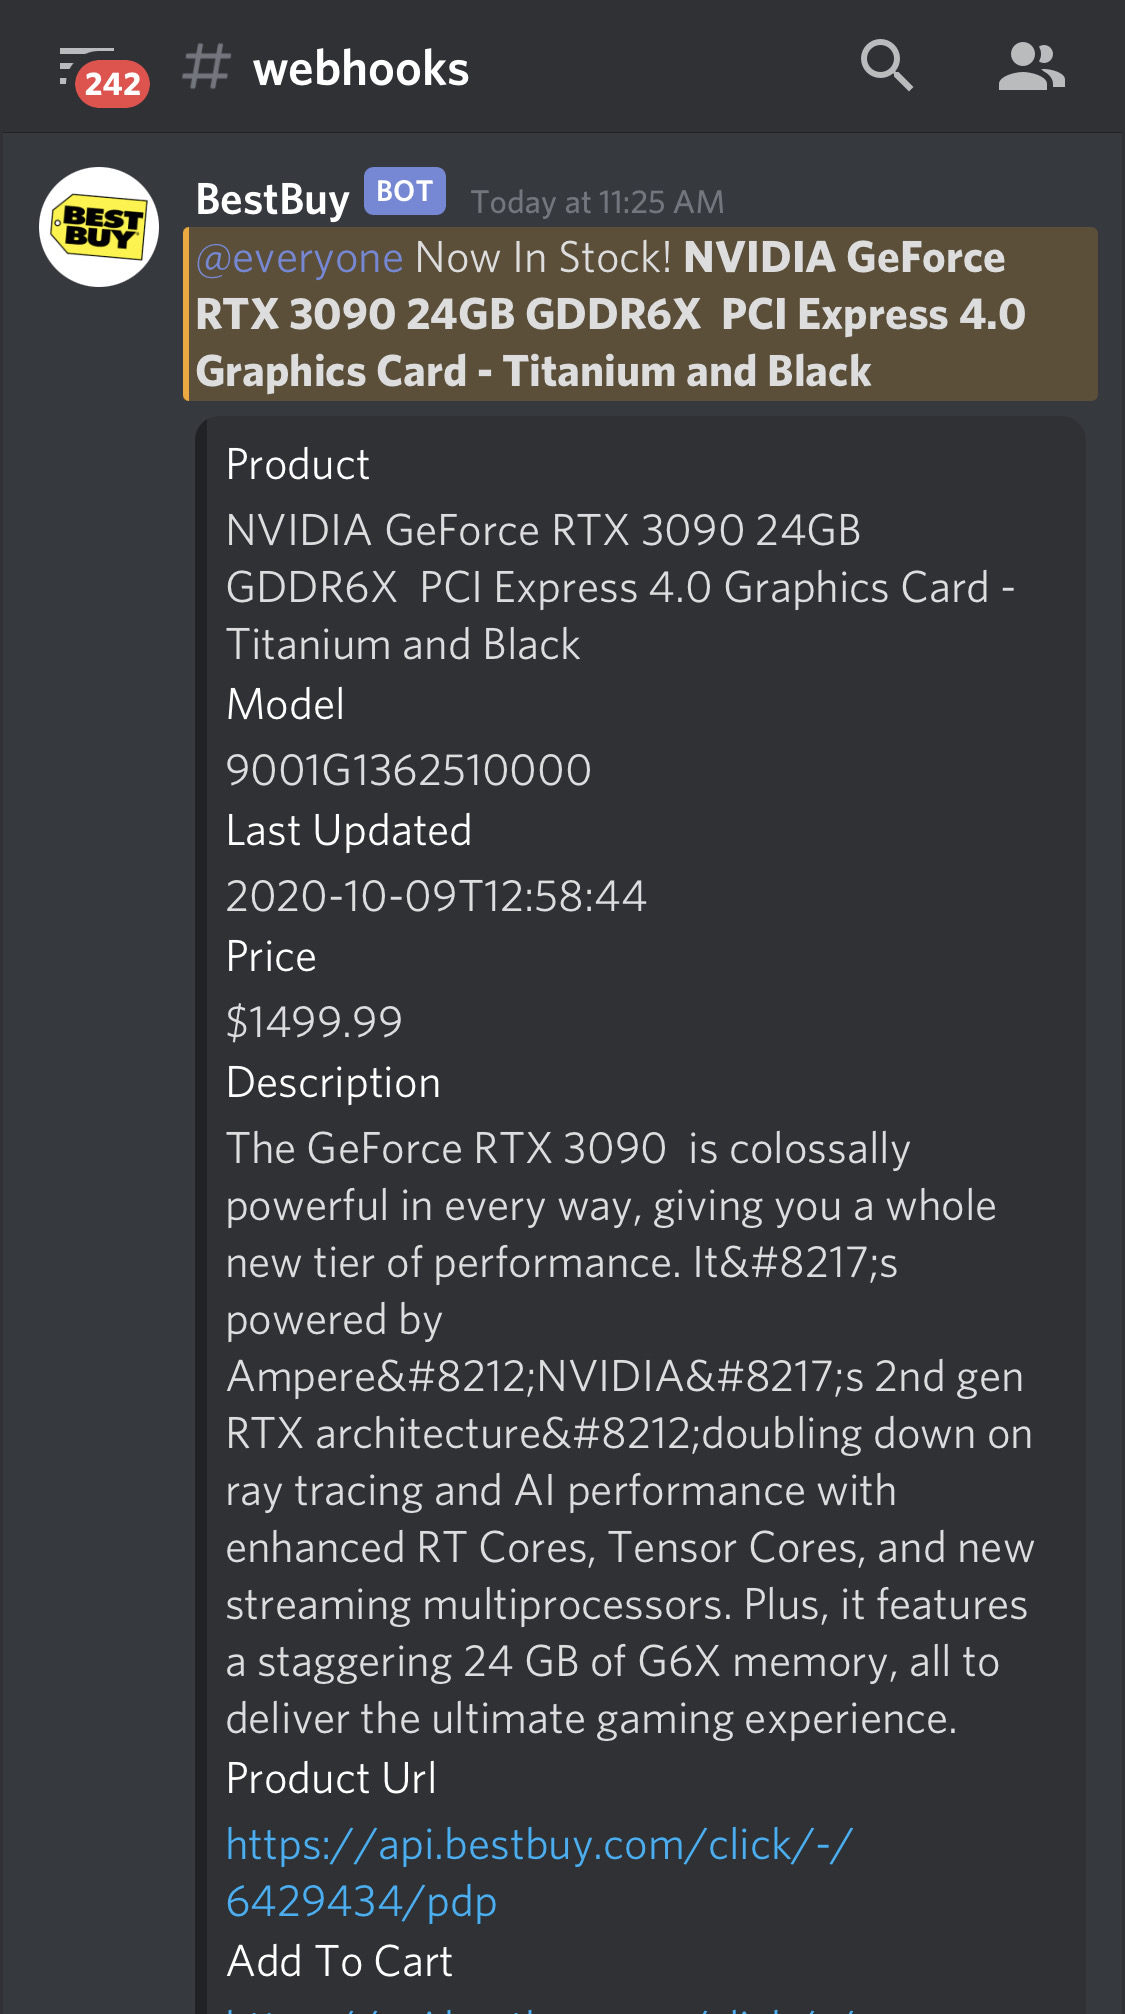 242
# webhooks
BEST
BUY
BestBuy BOT Today at 11:25 AM
@everyone Now In Stock! NVIDIA GeForce
RTX 3090 24GB GDDR6X  PCI Express 4.0
Graphics Card - Titanium and Black
Product
NVIDIA GeForce RTX 3090 24GB
GDDR6X  PCI Express 4.0 Graphics Card -
Titanium and Black
Model
9001G1362510000
Last Updated
2020-10-09T12:58:44
Price
$1499.99
Description
The GeForce RTX 3090  is colossally
powerful in every way, giving you a whole
new tier of performance. It&#8217;s
powered by
Ampere&#8212;NVIDIA&#8217;s 2nd gen
RTX architecture&#8212;doubling down on
ray tracing and AI performance with
enhanced RT Cores, Tensor Cores, and new
streaming multiprocessors. Plus, it features
a staggering 24 GB of G6X memory, all to
deliver the ultimate gaming experience.
Product Url
https://api.bestbuy.com/click/-/
6429434/pdp
Add To Cart